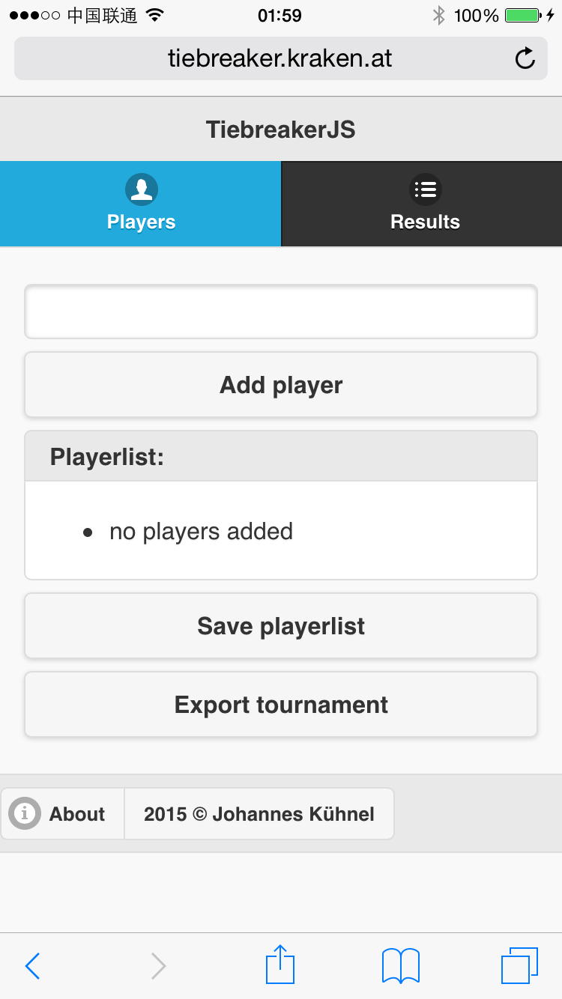 中国联通 01:59 100%
tiebreaker.kraken.at
TiebreakerJS
Players Results
Add player
Playerlist:
• no players added
Save playerlist
Export tournament
About 2015 © Johannes Kühnel